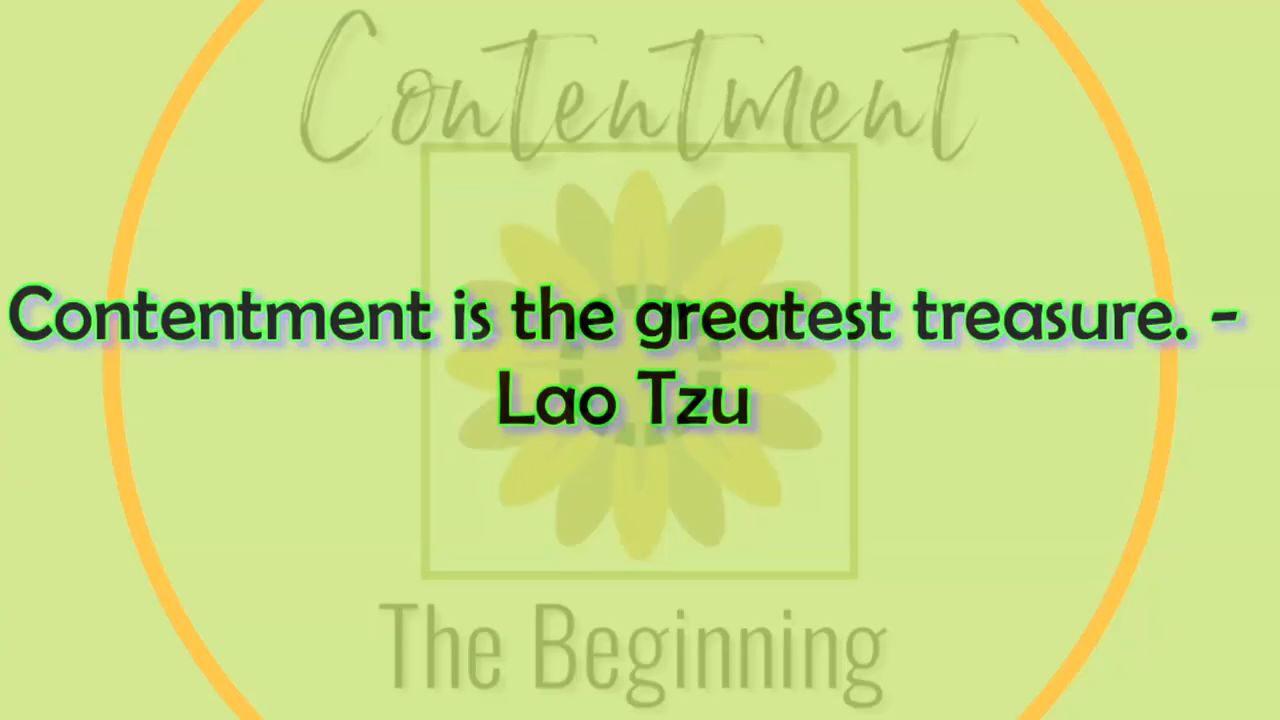 Contentment
Contentment is the greatest treasure. -
Lao Tzu
The Beginning